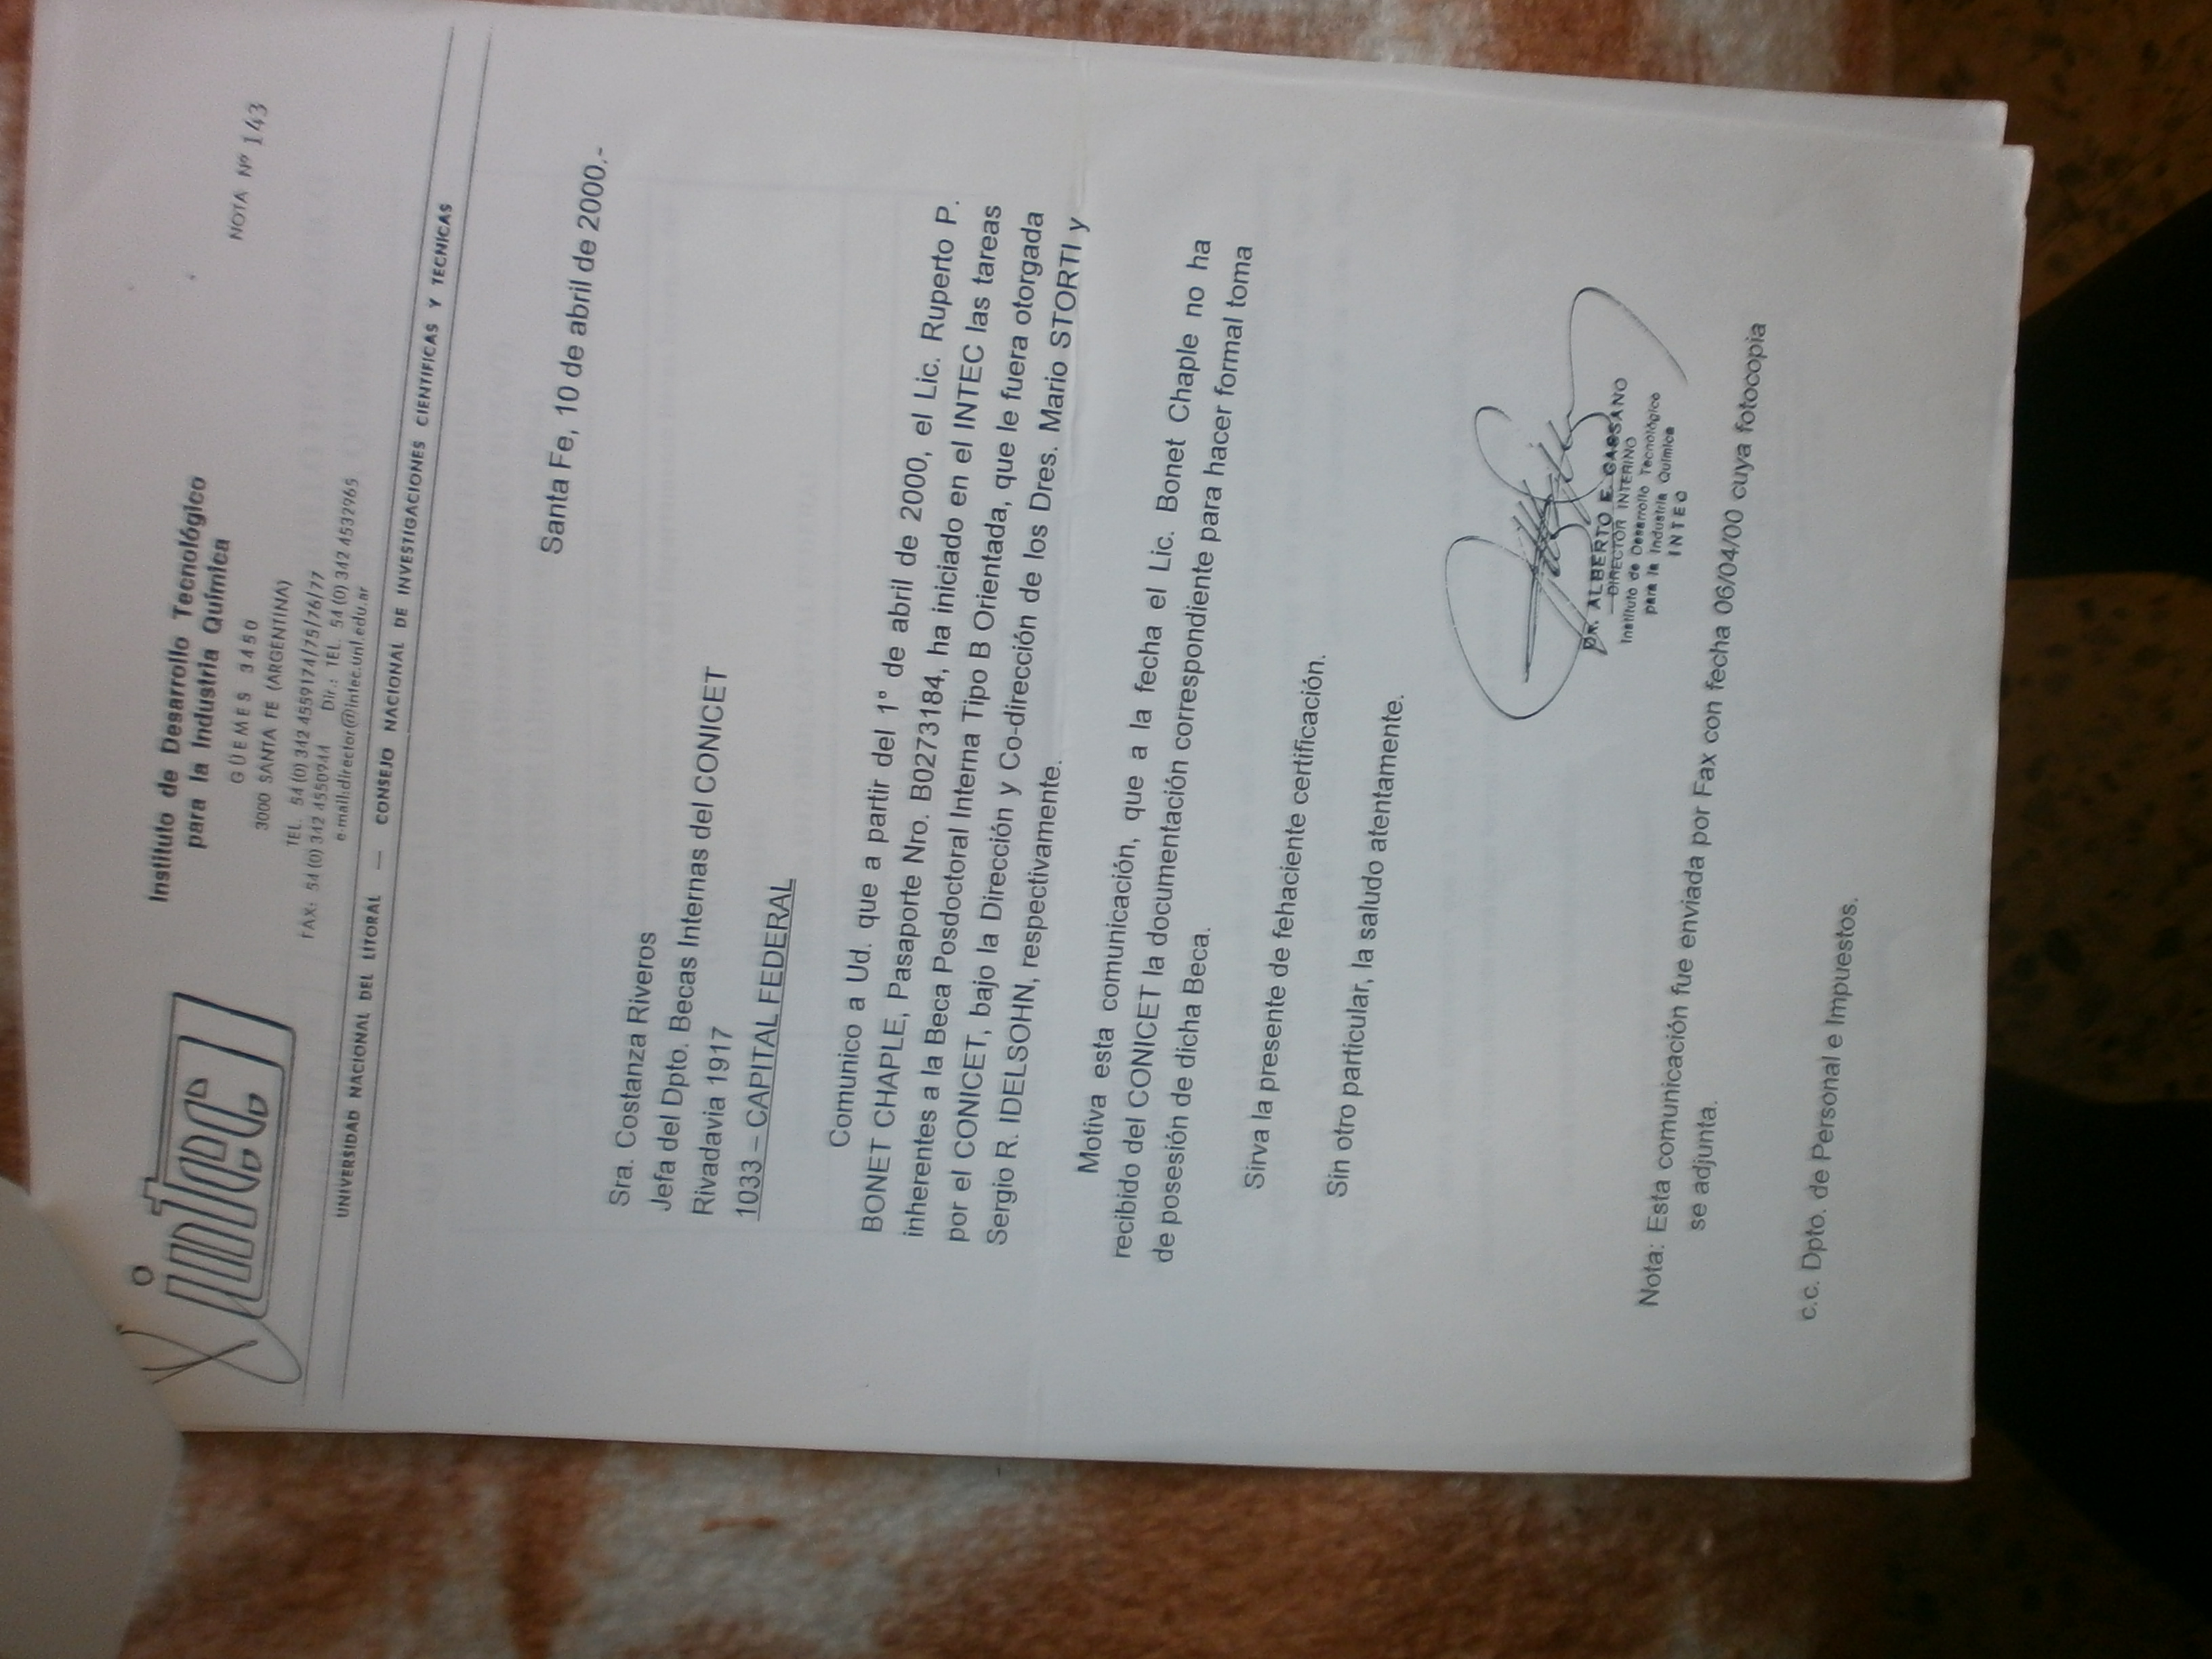 intec
Instituto de Desarrollo Tecnológico
para la Industria Química
GÜEMES 3450
3000 SANTA FE (ARGENTINA)
TEL. 54 (0) 342 4559174/75/76/77
FAX: 54 (0) 342 4550944 Dir.: TEL. 54 (0) 342 4532965
e-mail:director@intec.unl.edu.ar
NOTA Nº 143
UNIVERSIDAD NACIONAL DEL LITORAL — CONSEJO NACIONAL DE INVESTIGACIONES CIENTIFICAS Y TECNICAS
Santa Fe, 10 de abril de 2000.-
Sra. Costanza Riveros
Jefa del Dpto. Becas Internas del CONICET
Rivadavia 1917
1033 – CAPITAL FEDERAL
Comunico a Ud. que a partir del 1º de abril de 2000, el Lic. Ruperto P.
BONET CHAPLE, Pasaporte Nro. B0273184, ha iniciado en el INTEC las tareas
inherentes a la Beca Posdoctoral Interna Tipo B Orientada, que le fuera otorgada
por el CONICET, bajo la Dirección y Co-dirección de los Dres. Mario STORTI y
Sergio R. IDELSOHN, respectivamente.
Motiva esta comunicación, que a la fecha el Lic. Bonet Chaple no ha
recibido del CONICET la documentación correspondiente para hacer formal toma
de posesión de dicha Beca.
Sirva la presente de fehaciente certificación.
Sin otro particular, la saludo atentamente.
DR. ALBERTO E. CASSANO
DIRECTOR INTERINO
Instituto de Desarrollo Tecnológico
para la Industria Química
INTEC
Nota: Esta comunicación fue enviada por Fax con fecha 06/04/00 cuya fotocopia
se adjunta.
c.c. Dpto. de Personal e Impuestos.